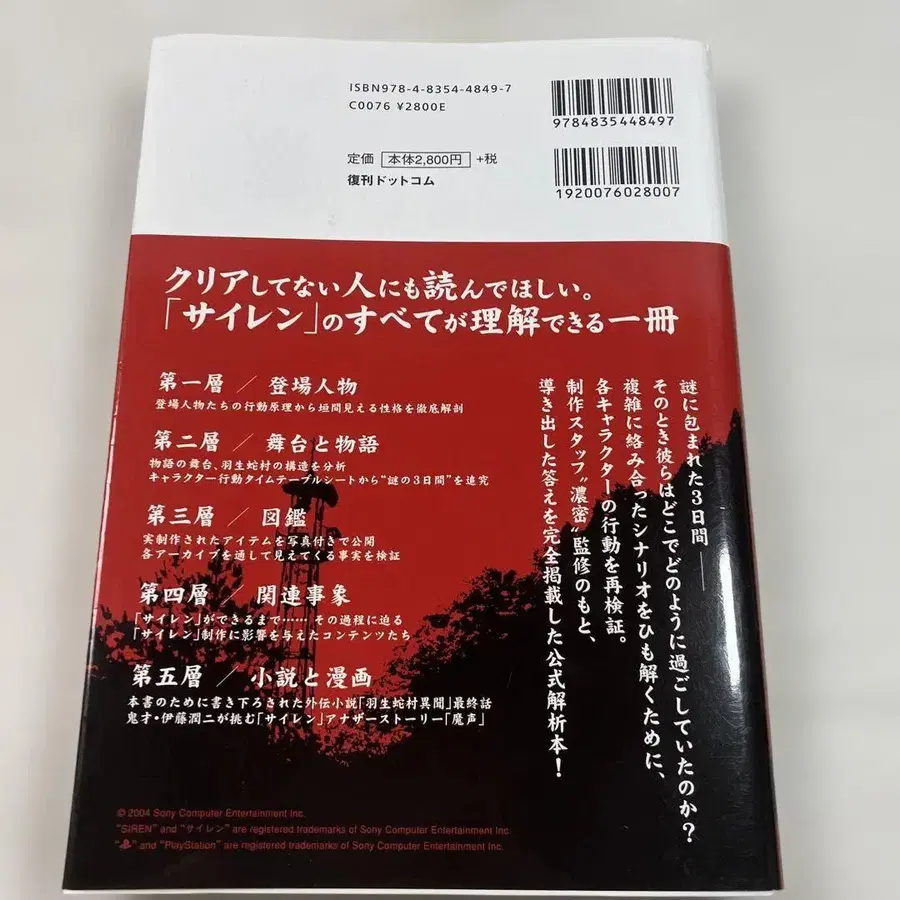 ISBN978-4-8354-4849-7
C0076 ¥2800E
9784835448497
定価 本体2,800円 +税
復刊ドットコム
1920076028007
クリアしてない人にも読んでほしい。
「サイレン」のすべてが理解できる一冊
第一層 / 登場人物
登場人物たちの行動原理から垣間見える性格を徹底解剖
第二層 / 舞台と物語
物語の舞台、羽生蛇村の構造を分析
キャラクター行動タイムテーブルシートから“謎の3日間”を追究
第三層 / 図鑑
実制作されたアイテムを写真付きで公開
各アーカイブを通して見えてくる事実を検証
第四層 / 関連事象
「サイレン」ができるまで…… その過程に迫る
「サイレン」制作に影響を与えたコンテンツたち
第五層 / 小説と漫画
本書のために書き下ろされた外伝小説「羽生蛇村異聞」最終話
鬼才・伊藤潤二が挑む「サイレン」アナザーストーリー「魔声」
謎に包まれた3日間――
そのとき彼らはどこでどのように過ごしていたのか?
複雑に絡み合ったシナリオをひも解くために、
各キャラクターの行動を再検証。
制作スタッフ“濃密”監修のもと、
導き出した答えを完全掲載した公式解析本!
© 2004 Sony Computer Entertainment Inc.
"SIREN" and "サイレン" are registered trademarks of Sony Computer Entertainment Inc.
" " and "PlayStation" are registered trademarks of Sony Computer Entertainment Inc.